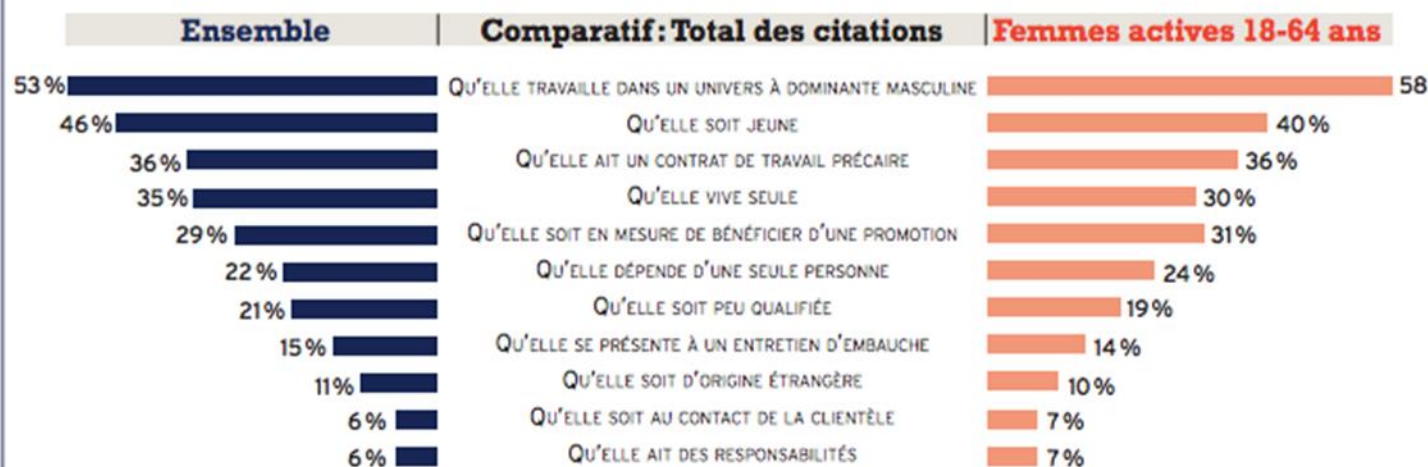 Ensemble Comparatif : Total des citations Femmes actives 18-64 ans
53 % QU'ELLE TRAVAILLE DANS UN UNIVERS À DOMINANTE MASCULINE 58
46 % QU'ELLE SOIT JEUNE 40 %
36 % QU'ELLE AIT UN CONTRAT DE TRAVAIL PRÉCAIRE 36 %
35 % QU'ELLE VIVE SEULE 30 %
29 % QU'ELLE SOIT EN MESURE DE BÉNÉFICIER D'UNE PROMOTION 31 %
22 % QU'ELLE DÉPENDE D'UNE SEULE PERSONNE 24 %
21 % QU'ELLE SOIT PEU QUALIFIÉE 19 %
15 % QU'ELLE SE PRÉSENTE À UN ENTRETIEN D'EMBAUCHE 14 %
11 % QU'ELLE SOIT D'ORIGINE ÉTRANGÈRE 10 %
6 % QU'ELLE SOIT AU CONTACT DE LA CLIENTÈLE 7 %
6 % QU'ELLE AIT DES RESPONSABILITÉS 7 %